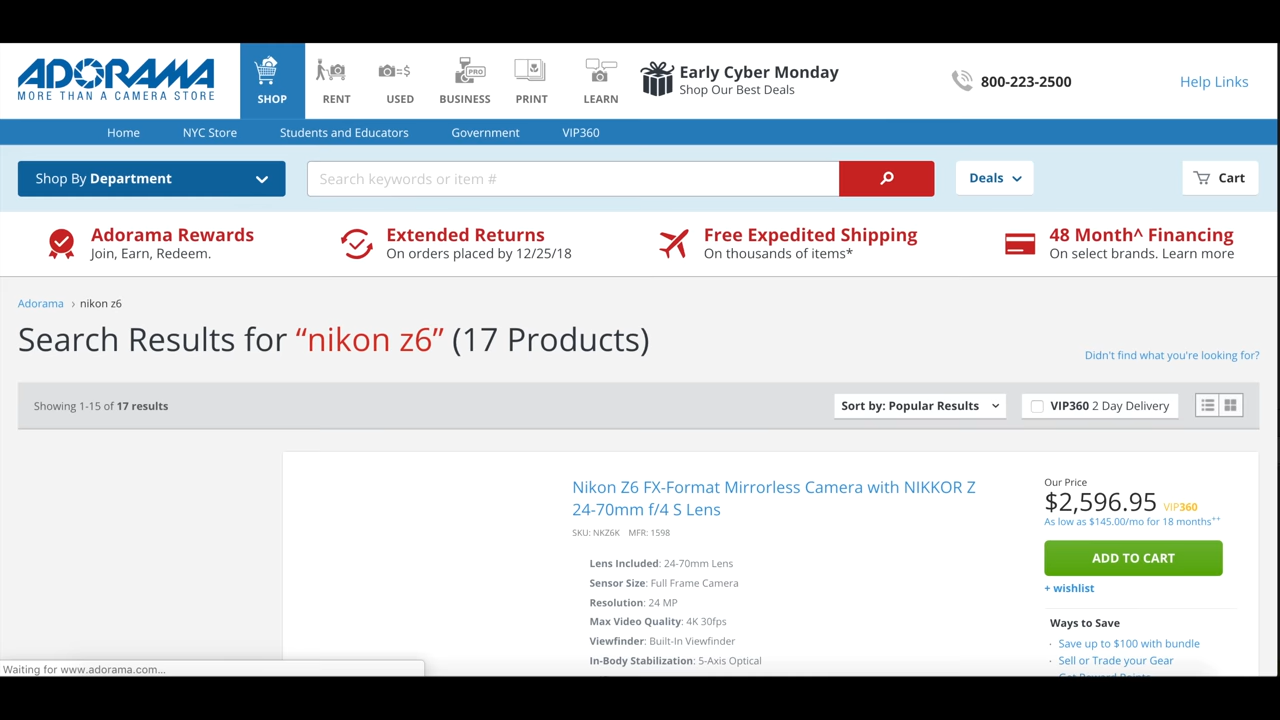 ADORAMA
MORE THAN A CAMERA STORE
SHOP
RENT
=$
USED
PRO
BUSINESS
PRINT
LEARN
Early Cyber Monday
Shop Our Best Deals
800-223-2500
Help Links
Home
NYC Store
Students and Educators
Government
VIP360
Shop By Department
Search keywords or item #
Deals
Cart
Adorama Rewards
Join, Earn, Redeem.
Extended Returns
On orders placed by 12/25/18
Free Expedited Shipping
On thousands of items*
48 Month^ Financing
On select brands. Learn more
Adorama › nikon z6
Search Results for “nikon z6” (17 Products)
Didn't find what you're looking for?
Showing 1-15 of 17 results
Sort by: Popular Results
VIP360 2 Day Delivery
Nikon Z6 FX-Format Mirrorless Camera with NIKKOR Z
24-70mm f/4 S Lens
SKU: NKZ6K MFR: 1598
Lens Included: 24-70mm Lens
Sensor Size: Full Frame Camera
Resolution: 24 MP
Max Video Quality: 4K 30fps
Viewfinder: Built-In Viewfinder
In-Body Stabilization: 5-Axis Optical
Our Price
$2,596.95 VIP360
As low as $145.00/mo for 18 months++
ADD TO CART
+ wishlist
Ways to Save
· Save up to $100 with bundle
· Sell or Trade your Gear
Waiting for www.adorama.com...